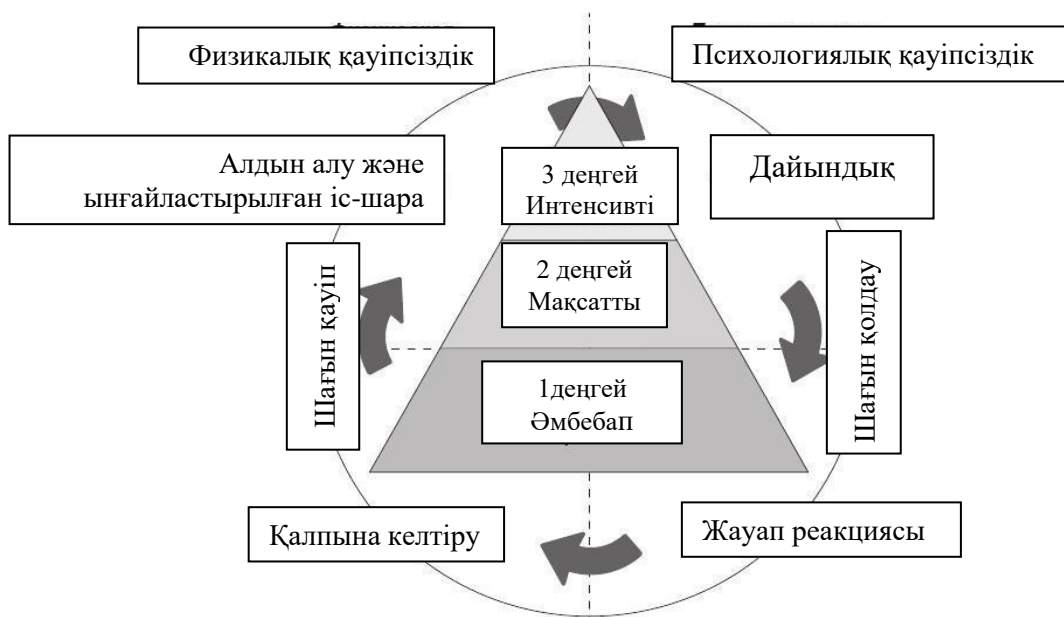 Физикалық қауіпсіздік
Психологиялық қауіпсіздік
Алдын алу және
ынғайластырылған іс-шара
3 деңгей
Интенсивті
Дайындық
Шағын қауіп
2 деңгей
Мақсатты
Шағын қолдау
1деңгей
Әмбебап
Қалпына келтіру
Жауап реакциясы